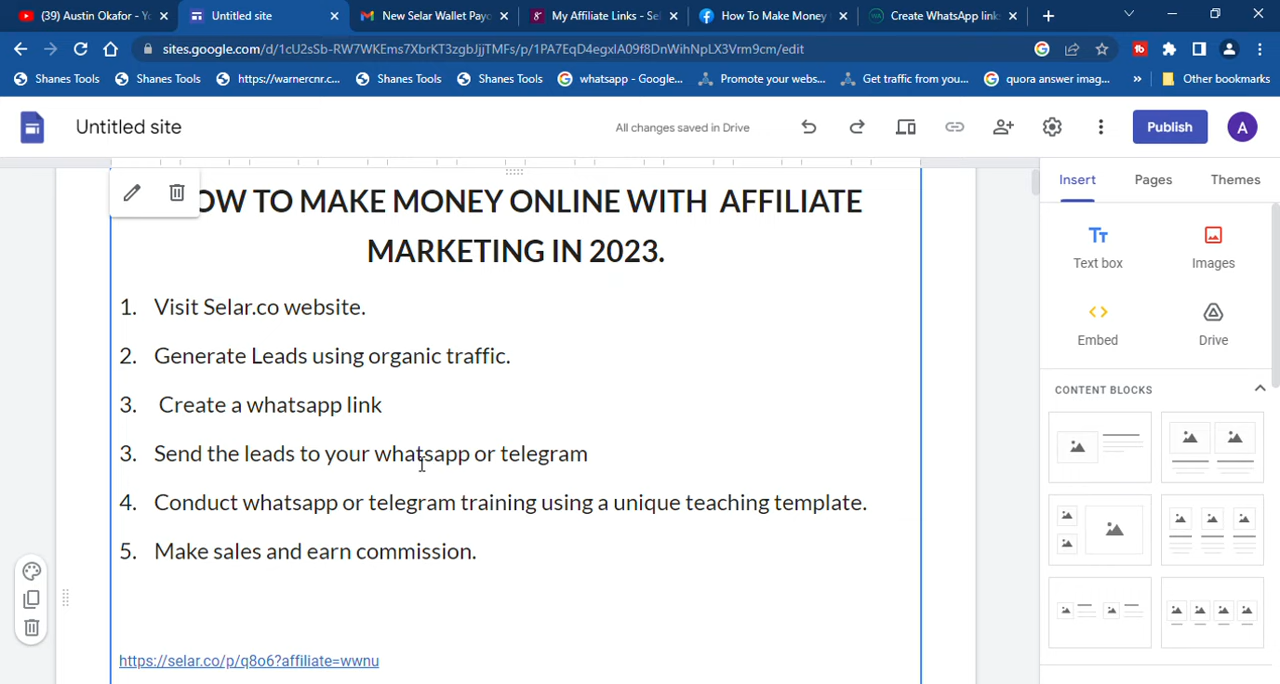 (39) Austin Okafor - Yo
Untitled site
New Selar Wallet Payo
My Affiliate Links - Sel
How To Make Money
Create WhatsApp link
sites.google.com/d/1cU2sSb-RW7WKEms7XbrKT3zgbJjjTMFs/p/1PA7EqD4egxlA09f8DnWihNpLX3Vrm9cm/edit
Shanes Tools
Shanes Tools
https://warnercnr.c...
Shanes Tools
Shanes Tools
whatsapp - Google...
Promote your webs...
Get traffic from you...
quora answer imag...
»
Other bookmarks
Untitled site
All changes saved in Drive
Publish
A
Insert
Pages
Themes
OW TO MAKE MONEY ONLINE WITH AFFILIATE
MARKETING IN 2023.
1. Visit Selar.co website.
2. Generate Leads using organic traffic.
3. Create a whatsapp link
3. Send the leads to your whatsapp or telegram
4. Conduct whatsapp or telegram training using a unique teaching template.
5. Make sales and earn commission.
https://selar.co/p/q8o6?affiliate=wwnu
Tт
Text box
Images
Embed
Drive
CONTENT BLOCKS